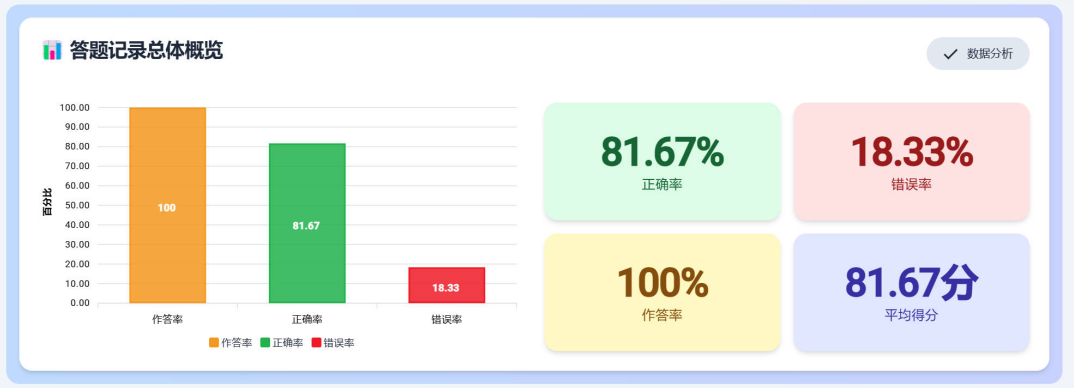 答题记录总体概览
数据分析
100.00
90.00
80.00
70.00
60.00
50.00
40.00
30.00
20.00
10.00
0.00
百分比
100
81.67
18.33
作答率
正确率
错误率
作答率 正确率 错误率
81.67%
正确率
18.33%
错误率
100%
作答率
81.67分
平均得分